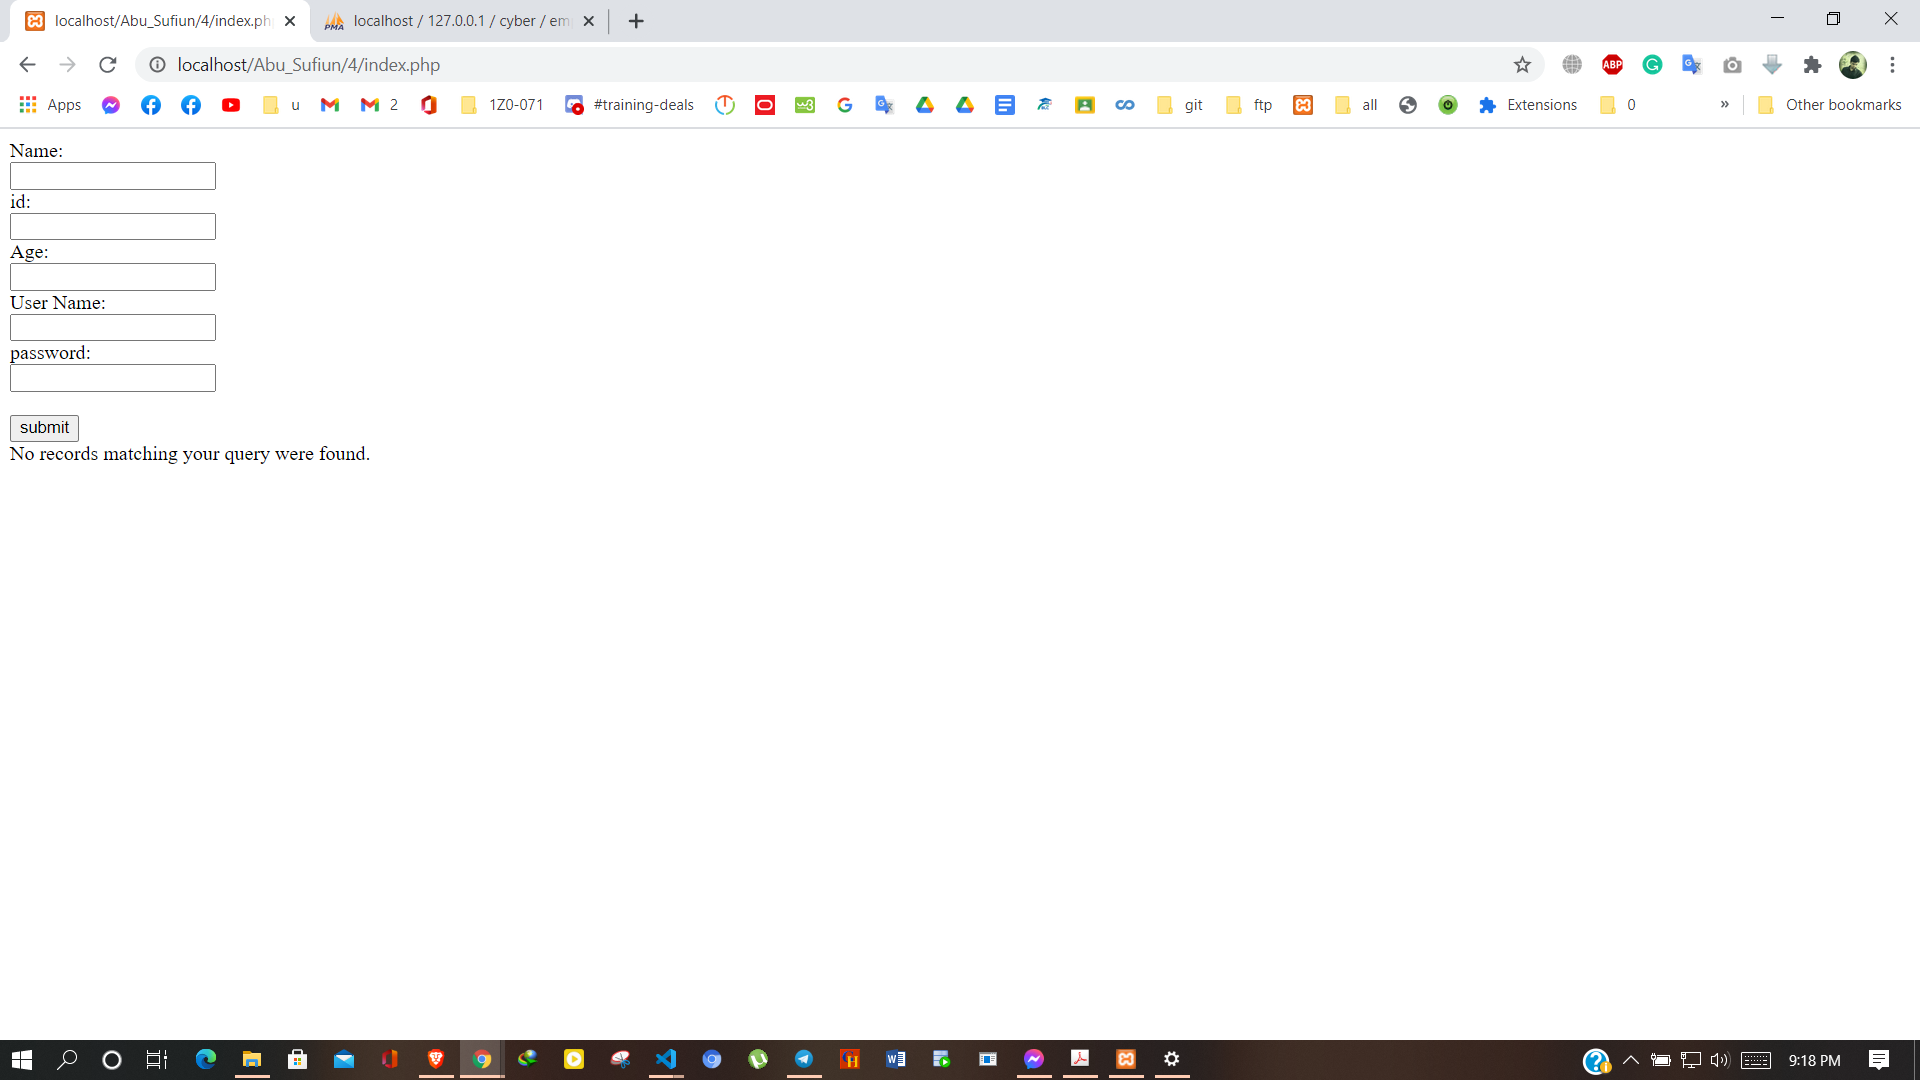 localhost/Abu_Sufiun/4/index.ph
localhost / 127.0.0.1 / cyber / em
localhost/Abu_Sufiun/4/index.php
Apps u 2 1Z0-071 #training-deals git ftp all Extensions 0 » Other bookmarks
Name:
id:
Age:
User Name:
password:
submit
No records matching your query were found.
9:18 PM